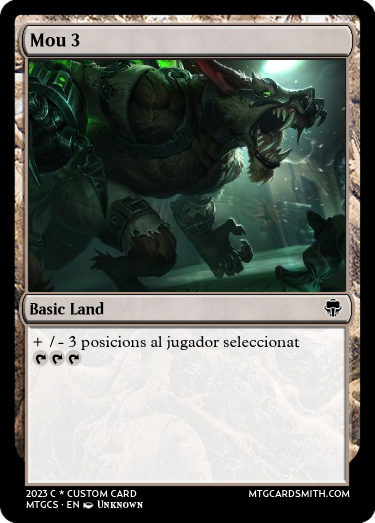 Mou 3
Basic Land
+ / - 3 posicions al jugador seleccionat
2023 C * CUSTOM CARD
MTGCS · EN UNKNOWN
MTGCARDSMITH.COM